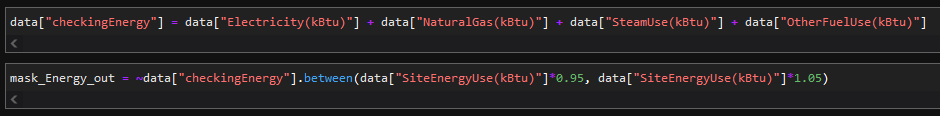 data["checkingEnergy"] = data["Electricity(kBtu)"] + data["NaturalGas(kBtu)"] + data["SteamUse(kBtu)"] + data["OtherFuelUse(kBtu)"]
mask_Energy_out = ~data["checkingEnergy"].between(data["SiteEnergyUse(kBtu)"]*0.95, data["SiteEnergyUse(kBtu)"]*1.05)